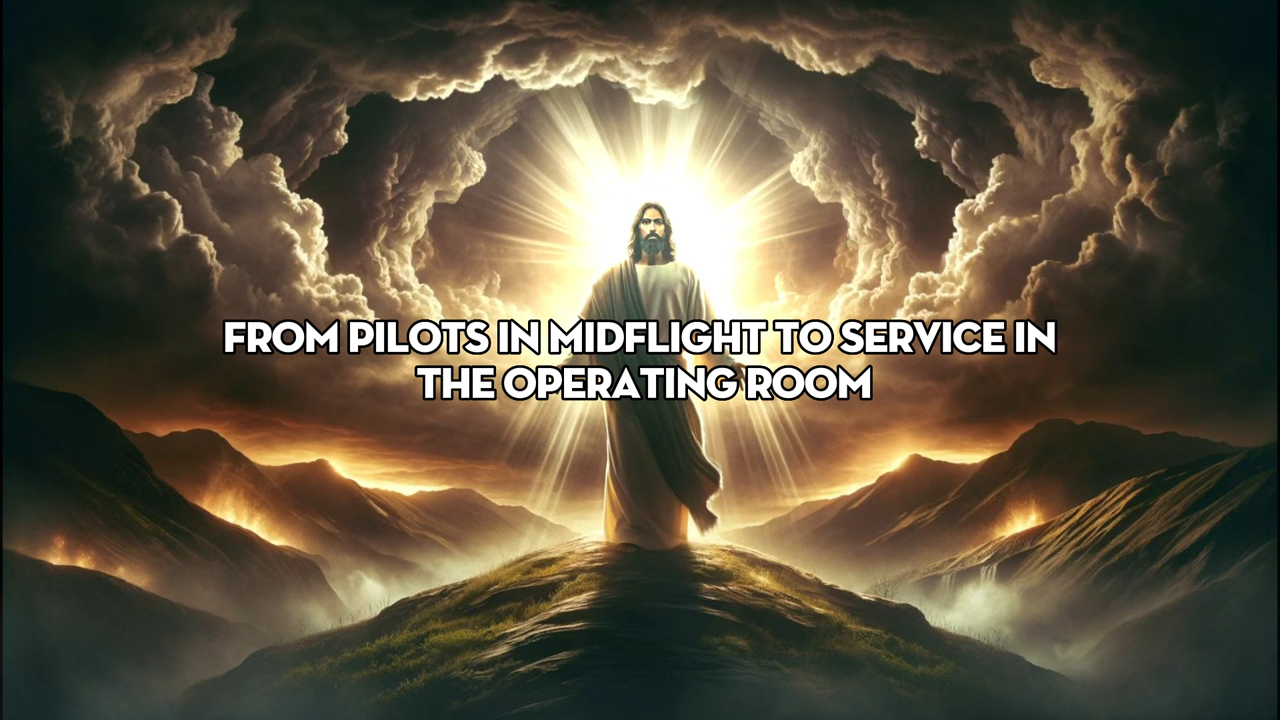 FROM PILOTS IN MIDFLIGHT TO SERVICE IN
THE OPERATING ROOM